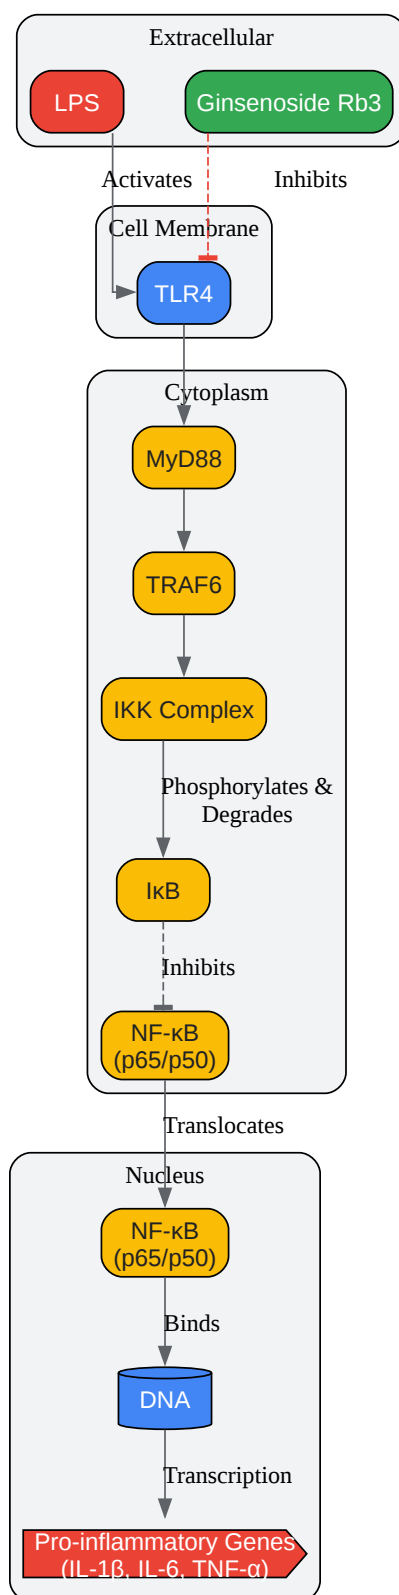 Extracellular
LPS
Ginsenoside Rb3
Activates
Inhibits
Cell Membrane
TLR4
Cytoplasm
MyD88
TRAF6
IKK Complex
Phosphorylates &
Degrades
IκB
Inhibits
NF-κB
(p65/p50)
Translocates
Nucleus
NF-κB
(p65/p50)
Binds
DNA
Transcription
Pro-inflammatory Genes
(IL-1β, IL-6, TNF-α)